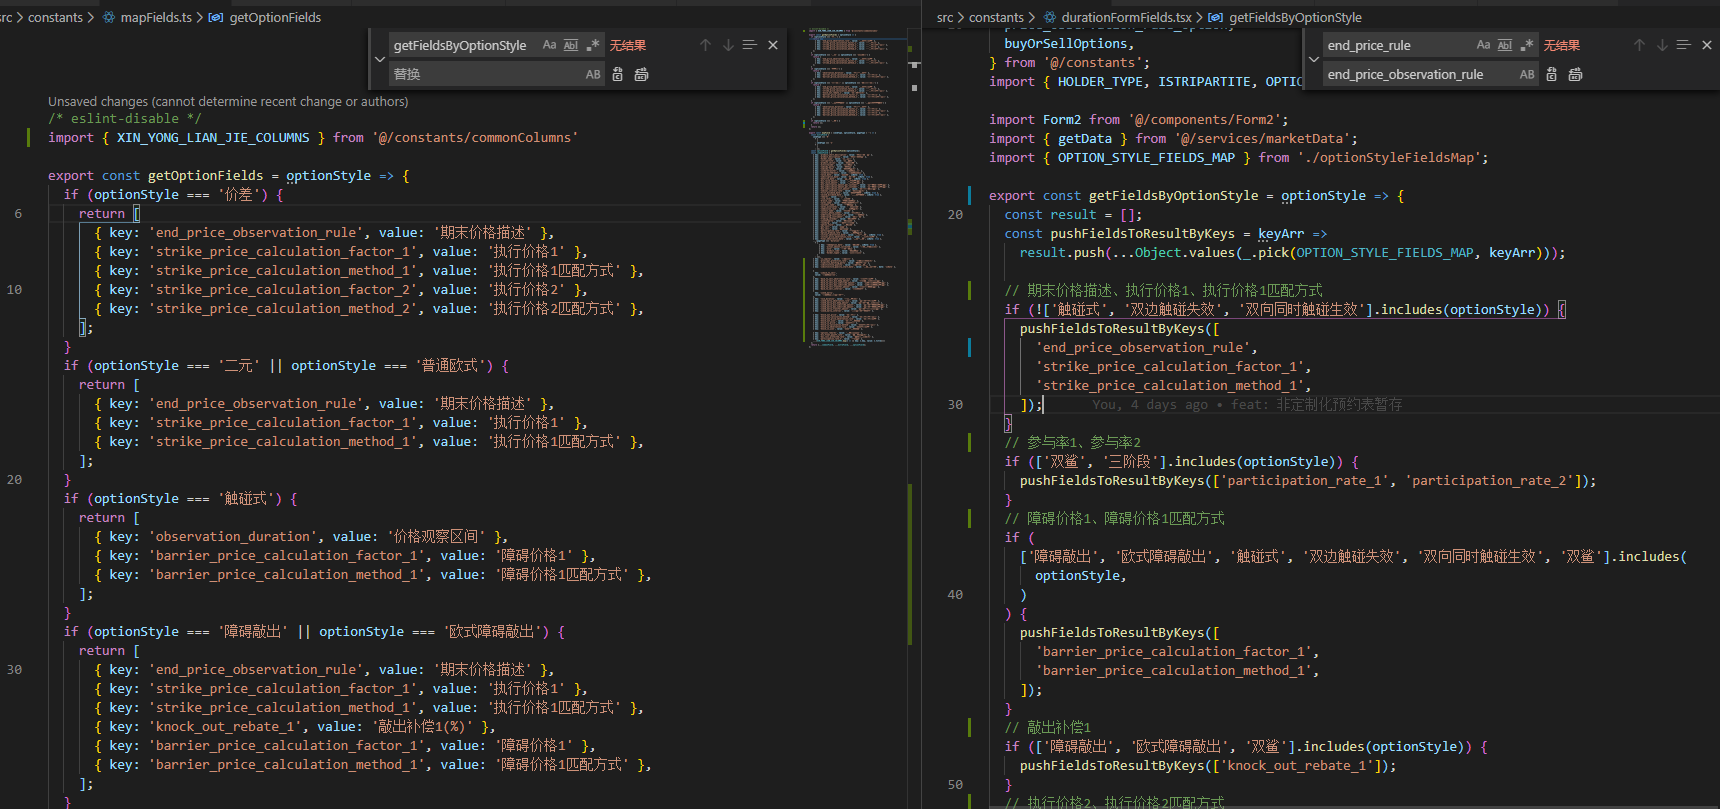 src > constants > mapFields.ts > getOptionFields
getFieldsByOptionStyle Aa Abl .* 无结果
替换 AB
Unsaved changes (cannot determine recent change or authors)
/* eslint-disable */
import { XIN_YONG_LIAN_JIE_COLUMNS } from '@/constants/commonColumns'
export const getOptionFields = optionStyle => {
if (optionStyle === '价差') {
6 return [
{ key: 'end_price_observation_rule', value: '期末价格描述' },
{ key: 'strike_price_calculation_factor_1', value: '执行价格1' },
{ key: 'strike_price_calculation_method_1', value: '执行价格1匹配方式' },
10 { key: 'strike_price_calculation_factor_2', value: '执行价格2' },
{ key: 'strike_price_calculation_method_2', value: '执行价格2匹配方式' },
];
}
if (optionStyle === '二元' || optionStyle === '普通欧式') {
return [
{ key: 'end_price_observation_rule', value: '期末价格描述' },
{ key: 'strike_price_calculation_factor_1', value: '执行价格1' },
{ key: 'strike_price_calculation_method_1', value: '执行价格1匹配方式' },
];
20 }
if (optionStyle === '触碰式') {
return [
{ key: 'observation_duration', value: '价格观察区间' },
{ key: 'barrier_price_calculation_factor_1', value: '障碍价格1' },
{ key: 'barrier_price_calculation_method_1', value: '障碍价格1匹配方式' },
];
}
if (optionStyle === '障碍敲出' || optionStyle === '欧式障碍敲出') {
return [
30 { key: 'end_price_observation_rule', value: '期末价格描述' },
{ key: 'strike_price_calculation_factor_1', value: '执行价格1' },
{ key: 'strike_price_calculation_method_1', value: '执行价格1匹配方式' },
{ key: 'knock_out_rebate_1', value: '敲出补偿1(%)' },
{ key: 'barrier_price_calculation_factor_1', value: '障碍价格1' },
{ key: 'barrier_price_calculation_method_1', value: '障碍价格1匹配方式' },
];
}
src > constants > durationFormFields.tsx > getFieldsByOptionStyle
end_price_rule Aa Abl .* 无结果
end_price_observation_rule AB
buyOrSellOptions,
} from '@/constants';
import { HOLDER_TYPE, ISTRIPARTITE, OPTIO
import Form2 from '@/components/Form2';
import { getData } from '@/services/marketData';
import { OPTION_STYLE_FIELDS_MAP } from './optionStyleFieldsMap';
export const getFieldsByOptionStyle = optionStyle => {
20 const result = [];
const pushFieldsToResultByKeys = keyArr =>
result.push(...Object.values(_.pick(OPTION_STYLE_FIELDS_MAP, keyArr)));
// 期末价格描述、执行价格1、执行价格1匹配方式
if (!['触碰式', '双边触碰失效', '双向同时触碰生效'].includes(optionStyle)) {
pushFieldsToResultByKeys([
'end_price_observation_rule',
'strike_price_calculation_factor_1',
'strike_price_calculation_method_1',
30 ]); You, 4 days ago • feat: 非定制化预约表暂存
}
// 参与率1、参与率2
if (['双鲨', '三阶段'].includes(optionStyle)) {
pushFieldsToResultByKeys(['participation_rate_1', 'participation_rate_2']);
}
// 障碍价格1、障碍价格1匹配方式
if (
['障碍敲出', '欧式障碍敲出', '触碰式', '双边触碰失效', '双向同时触碰生效', '双鲨'].includes(
optionStyle,
40 )
) {
pushFieldsToResultByKeys([
'barrier_price_calculation_factor_1',
'barrier_price_calculation_method_1',
]);
}
// 敲出补偿1
if (['障碍敲出', '欧式障碍敲出', '双鲨'].includes(optionStyle)) {
pushFieldsToResultByKeys(['knock_out_rebate_1']);
50 }
// 执行价格2、执行价格2匹配方式